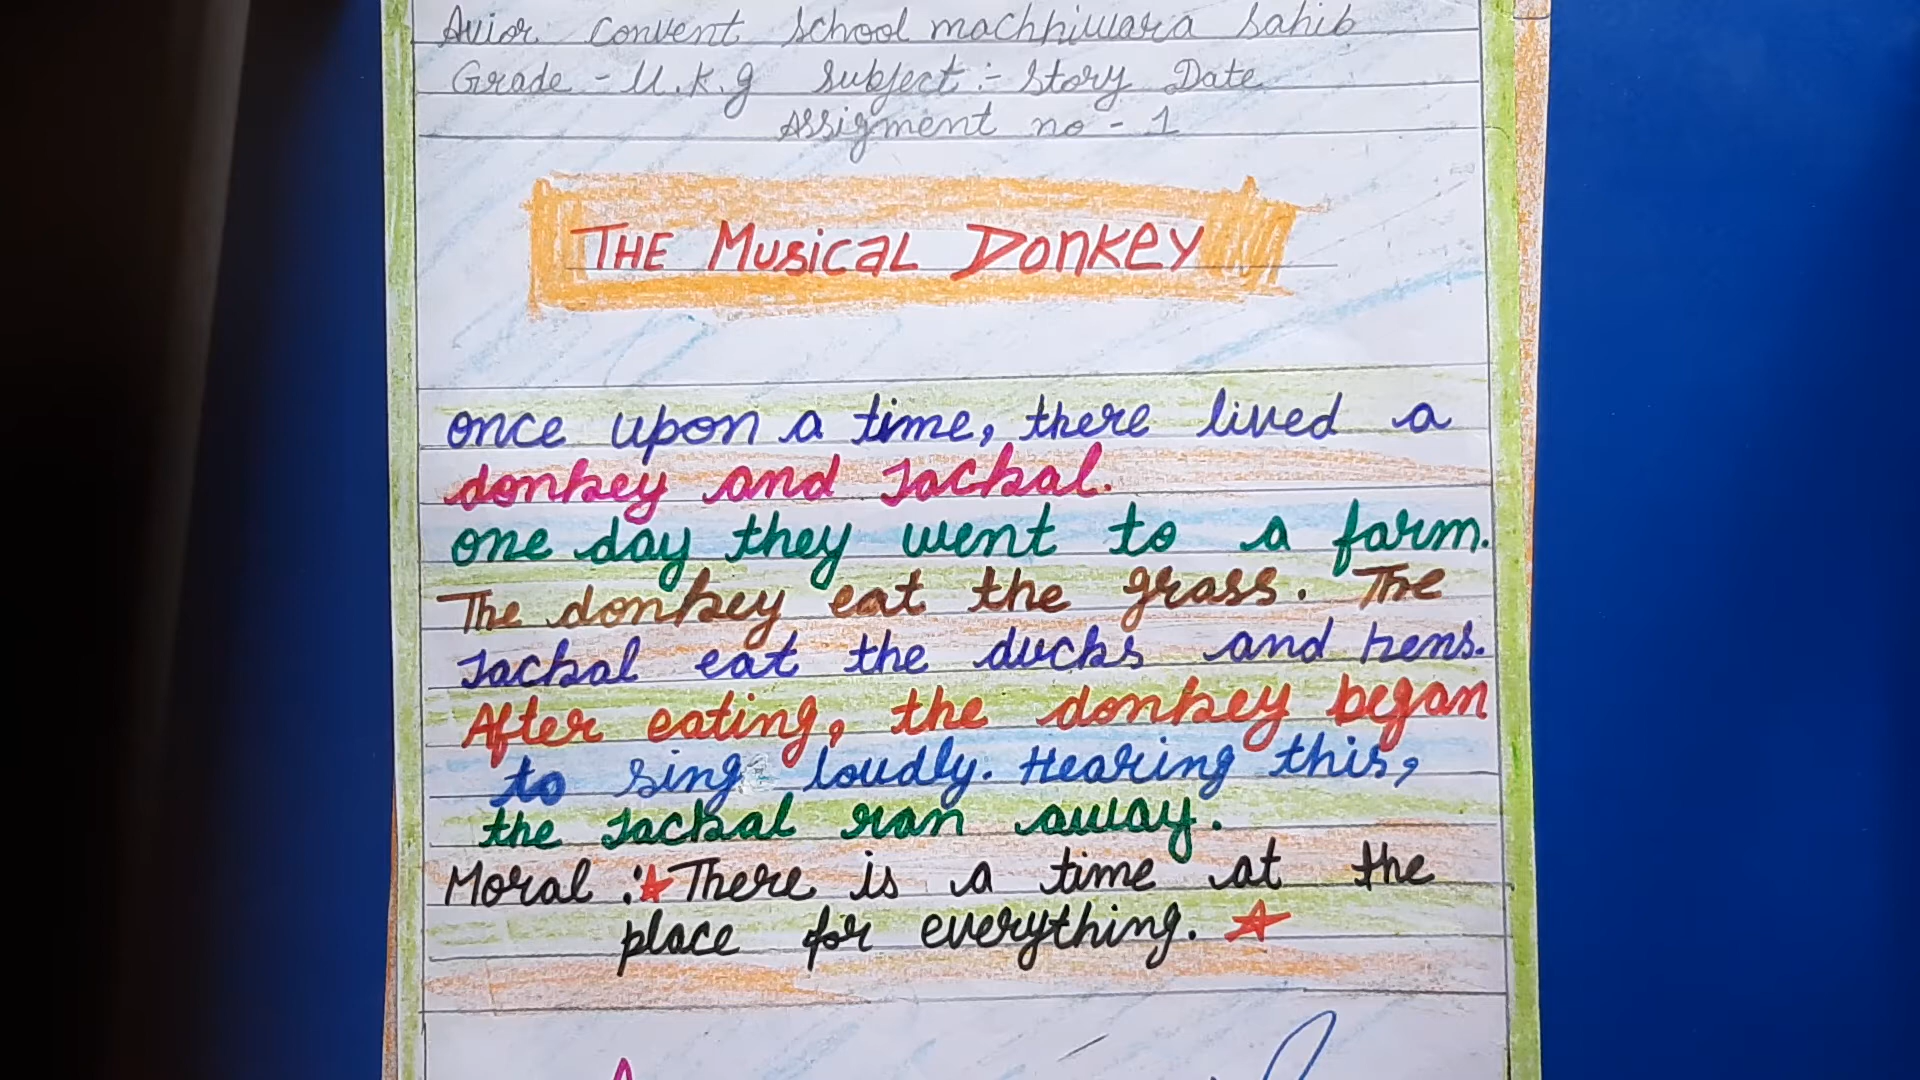 Avior convent school machhiwara sahib
Grade - U.K.g subject :- story Date
Assigment no - 1
THE MUSICAL DONKEY
once upon a time, there lived a
donkey and Jackal.
one day they went to a farm.
The donkey eat the grass. The
Jackal eat the ducks and hens.
After eating, the donkey began
to sing loudly. Hearing this,
the Jackal ran away.
Moral : There is a time at the
place for everything.